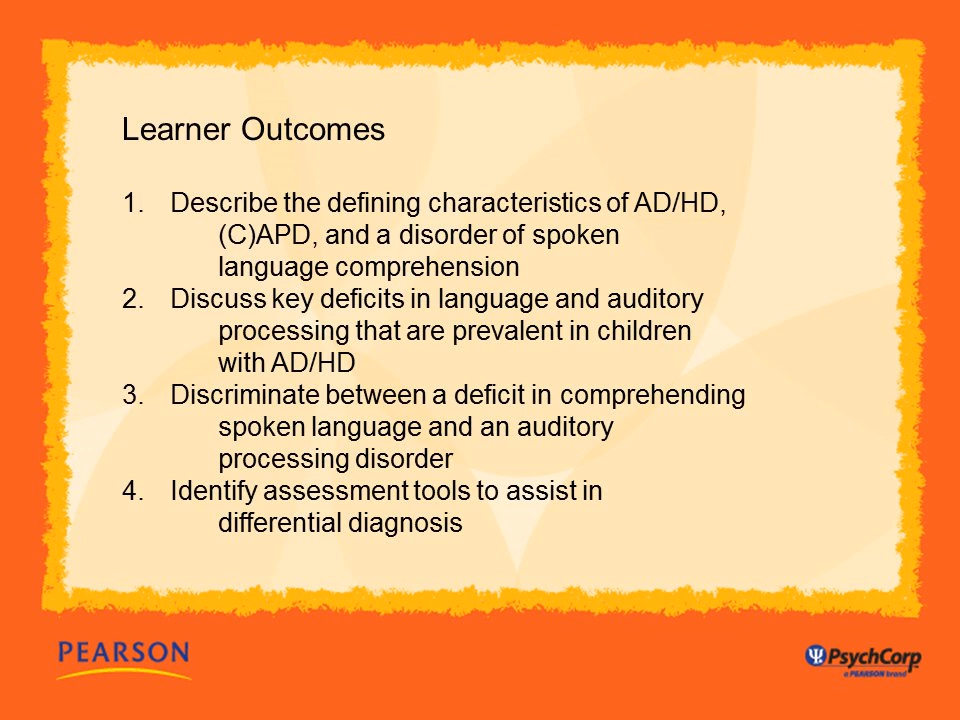 Learner Outcomes
1. Describe the defining characteristics of AD/HD,
(C)APD, and a disorder of spoken
language comprehension
2. Discuss key deficits in language and auditory
processing that are prevalent in children
with AD/HD
3. Discriminate between a deficit in comprehending
spoken language and an auditory
processing disorder
4. Identify assessment tools to assist in
differential diagnosis
PEARSON
Ψ PsychCorp
a PEARSON brand